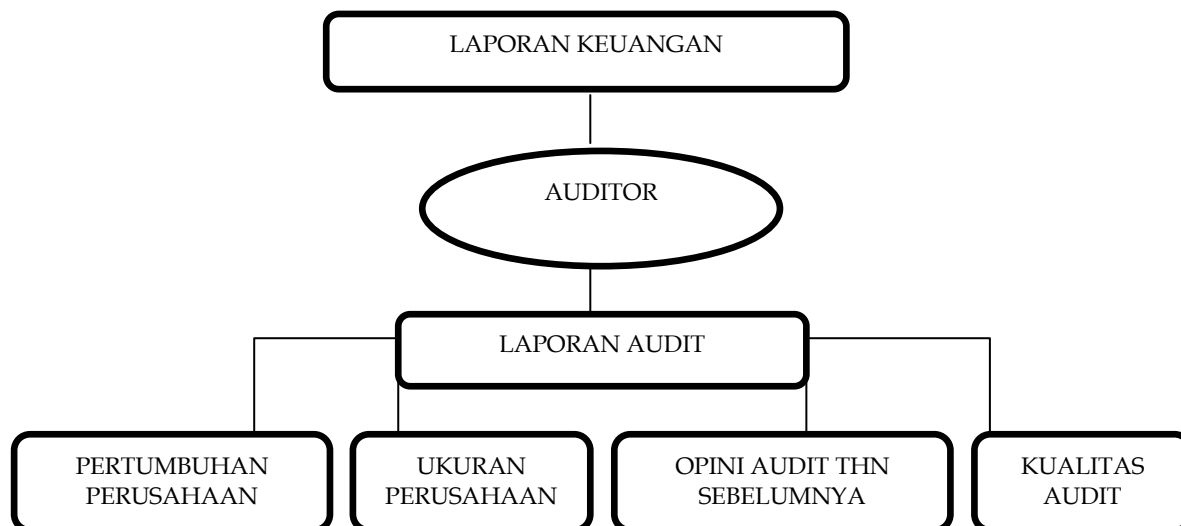 LAPORAN KEUANGAN
AUDITOR
LAPORAN AUDIT
PERTUMBUHAN
PERUSAHAAN
UKURAN
PERUSAHAAN
OPINI AUDIT THN
SEBELUMNYA
KUALITAS
AUDIT